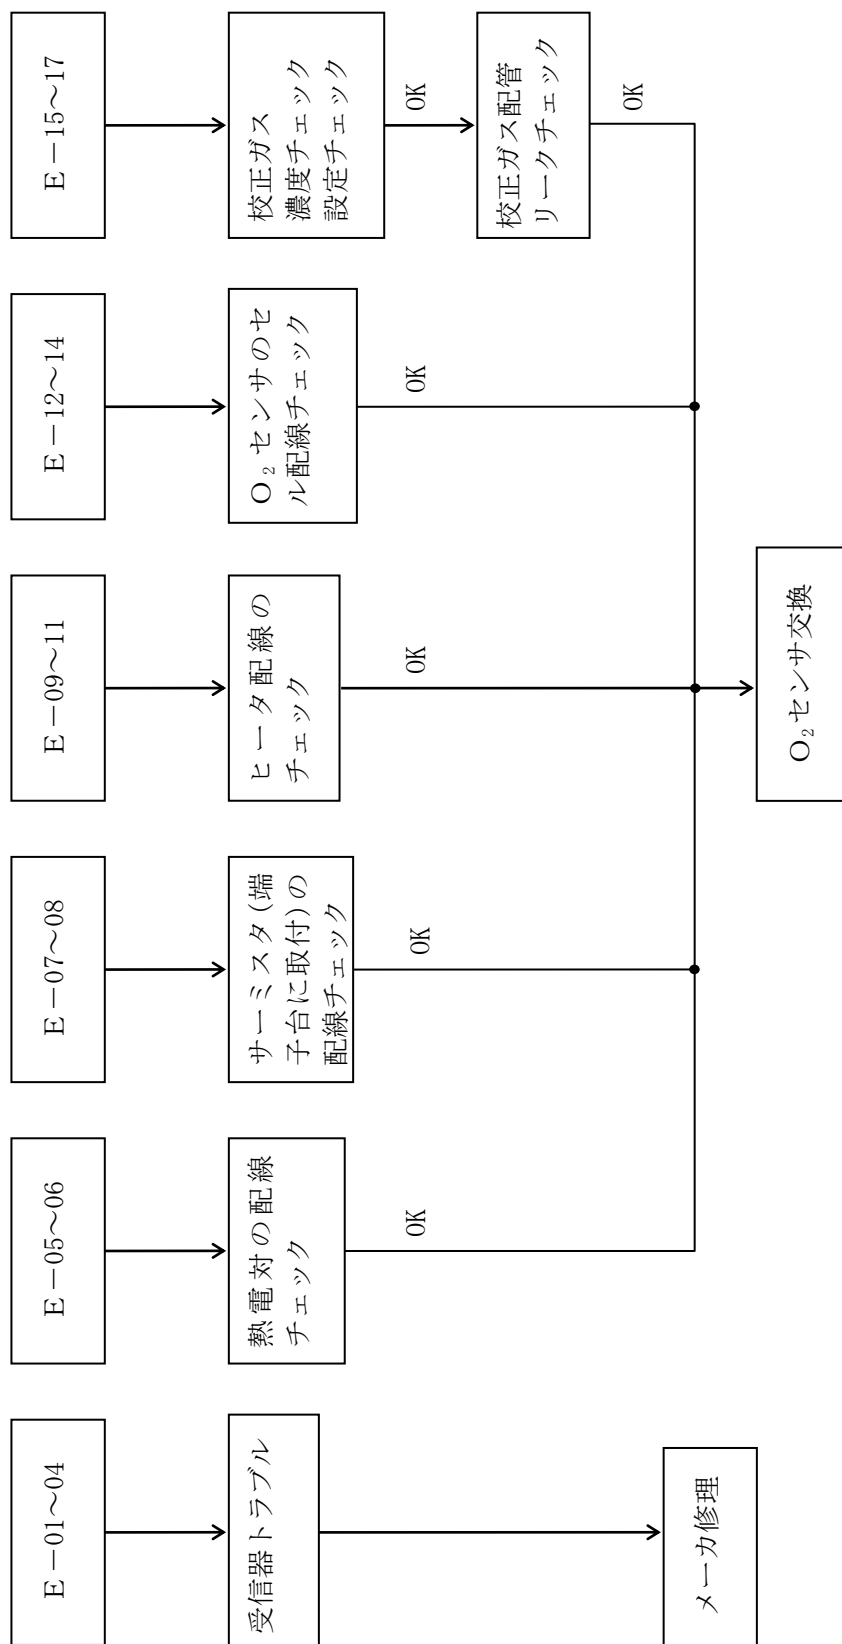 E－01～04
受信器トラブル
メーカ修理
E－05～06
熱電対の配線
チェック
OK
E－07～08
サーミスタ(端
子台に取付)の
配線チェック
OK
E－09～11
ヒータ配線の
チェック
OK
O₂センサ交換
E－12～14
O₂センサのセ
ル配線チェック
OK
E－15～17
校正ガス
濃度チェック
設定チェック
OK
校正ガス配管
リークチェック
OK